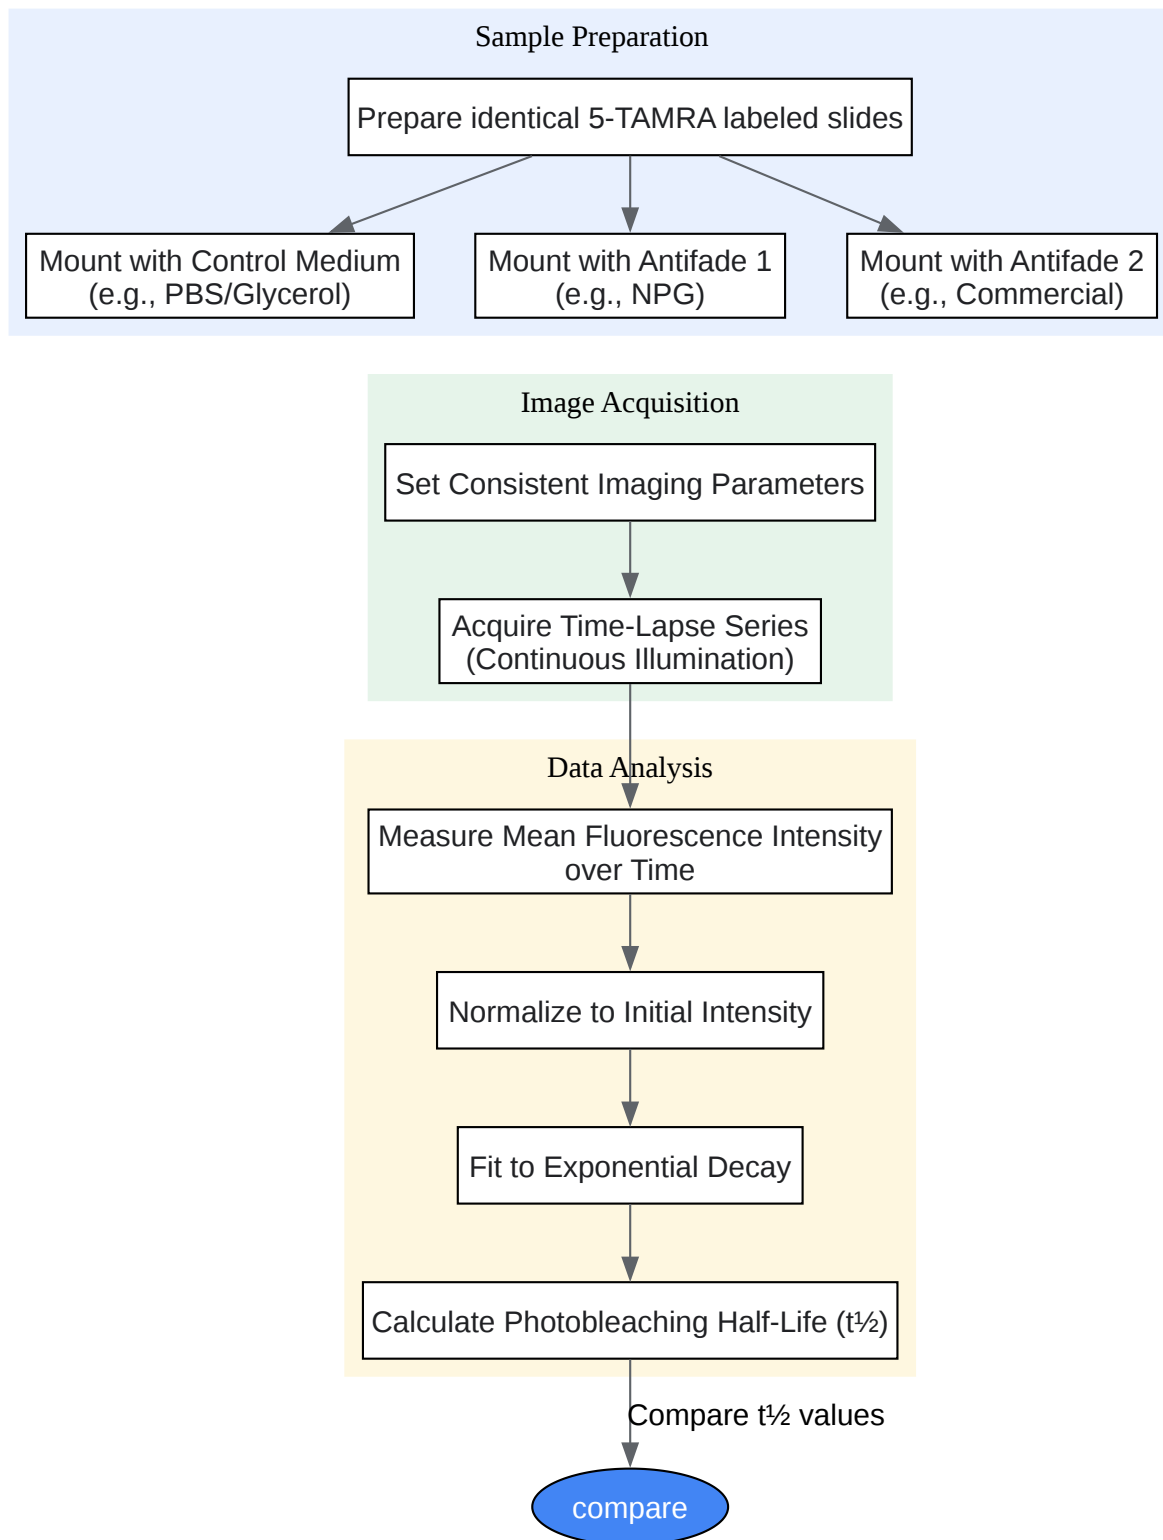 Sample Preparation
Prepare identical 5-TAMRA labeled slides
Mount with Control Medium
(e.g., PBS/Glycerol)
Mount with Antifade 1
(e.g., NPG)
Mount with Antifade 2
(e.g., Commercial)
Image Acquisition
Set Consistent Imaging Parameters
Acquire Time-Lapse Series
(Continuous Illumination)
Data Analysis
Measure Mean Fluorescence Intensity
over Time
Normalize to Initial Intensity
Fit to Exponential Decay
Calculate Photobleaching Half-Life (t½)
Compare t½ values
compare